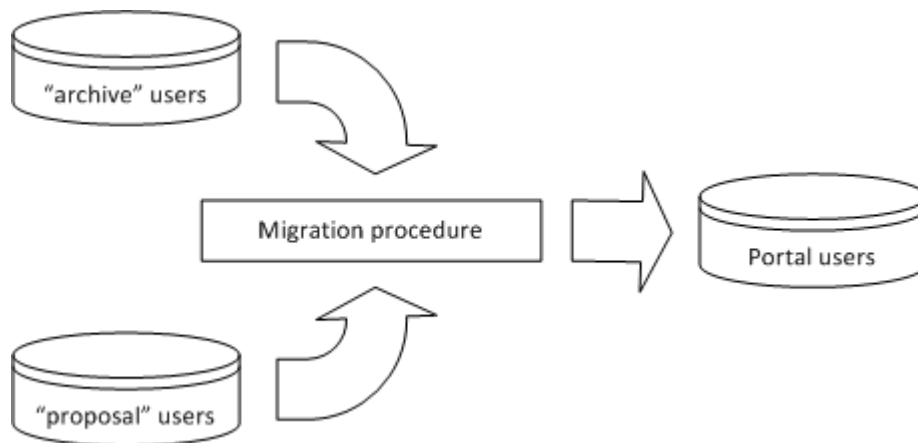 “archive” users
Migration procedure
Portal users
“proposal” users